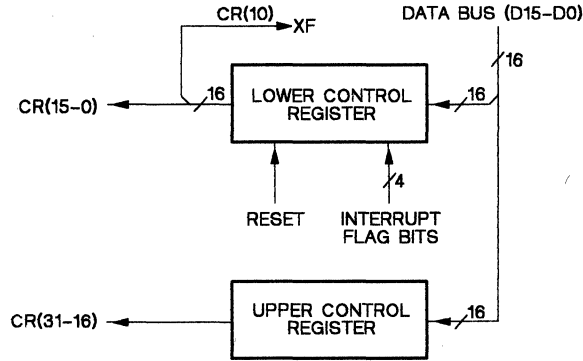 CR(10)
XF
DATA BUS (D15-D0)
16
16
LOWER CONTROL
REGISTER
16
CR(15-0)
4
RESET
INTERRUPT
FLAG BITS
UPPER CONTROL
REGISTER
16
CR(31-16)